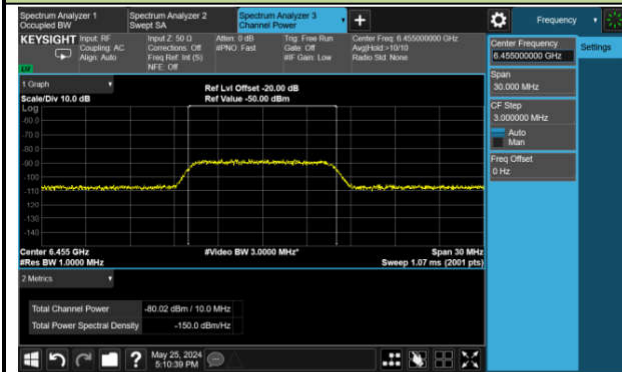 Spectrum Analyzer 1
Occupied BW
Spectrum Analyzer 2
Swept SA
Spectrum Analyzer 3
Channel Power
Frequency
KEYSIGHT
Input: RF
Coupling: AC
Align: Auto
Input Z: 50 Ω
Corrections: Off
Freq Ref: Int (S)
NFE: Off
Atten: 0 dB
#PNO: Fast
Trig: Free Run
Gate: Off
#IF Gain: Low
Center Freq: 6.455000000 GHz
Avg|Hold:>10/10
Radio Std: None
Center Frequency
6.455000000 GHz
Settings
Span
30.000 MHz
CF Step
3.000000 MHz
Auto
Man
Freq Offset
0 Hz
1 Graph
Scale/Div 10.0 dB
Ref Lvl Offset -20.00 dB
Ref Value -50.00 dBm
Log
-60.0
-70.0
-80.0
-90.0
-100
-110
-120
-130
-140
Center 6.455 GHz
#Res BW 1.0000 MHz
#Video BW 3.0000 MHz*
Span 30 MHz
Sweep 1.07 ms (2001 pts)
2 Metrics
Total Channel Power -80.02 dBm / 10.0 MHz
Total Power Spectral Density -150.0 dBm/Hz
?
May 25, 2024
5:10:39 PM